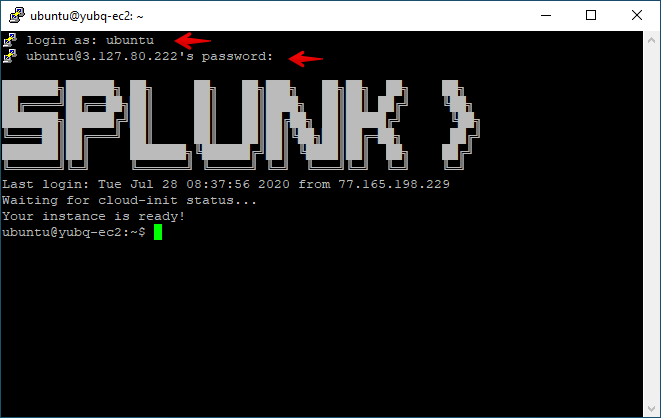 ubuntu@yubq-ec2: ~
login as: ubuntu
ubuntu@3.127.80.222's password:
SPLUNK >
Last login: Tue Jul 28 08:37:56 2020 from 77.165.198.229
Waiting for cloud-init status...
Your instance is ready!
ubuntu@yubq-ec2:~$